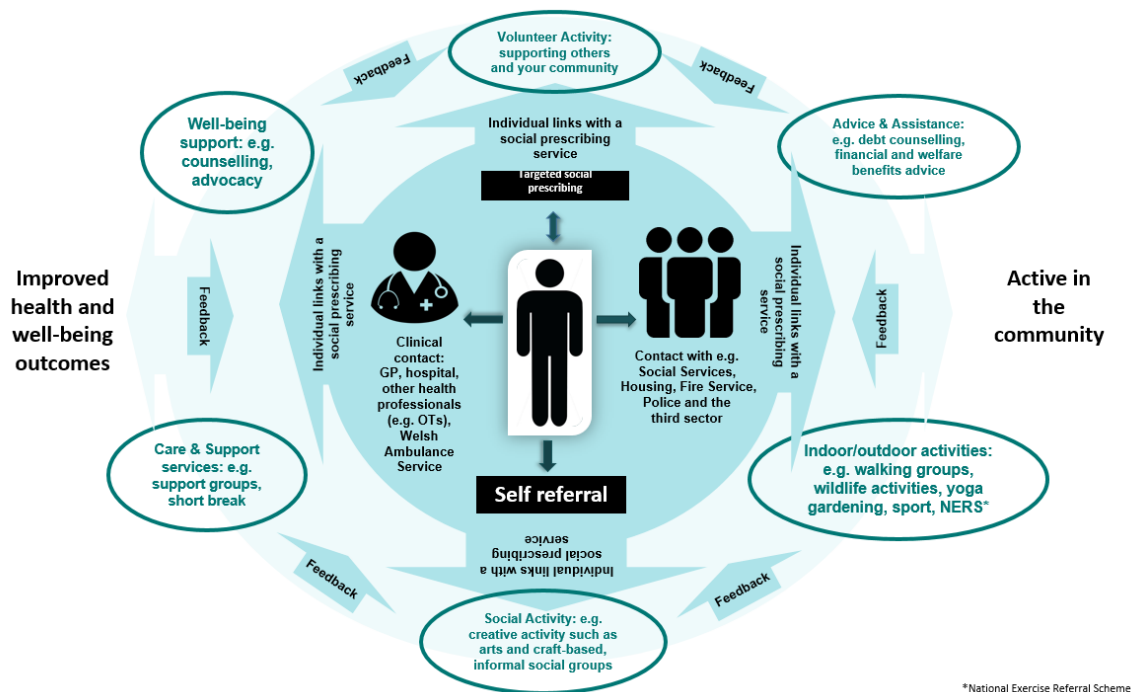 Volunteer Activity:
supporting others
and your community
Feedback
Feedback
Well-being
support: e.g.
counselling,
advocacy
Individual links with a
social prescribing
service
Targeted social
prescribing
Advice & Assistance:
e.g. debt counselling,
financial and welfare
benefits advice
Improved
health and
well-being
outcomes
Feedback
Individual links with a
social prescribing
service
Clinical contact:
GP, hospital,
other health
professionals
(e.g. OTs),
Welsh
Ambulance
Service
Contact with e.g.
Social Services,
Housing, Fire Service,
Police and the
third sector
Individual links with a
social prescribing
service
Feedback
Active in
the
community
Care & Support
services: e.g.
support groups,
short break
Self referral
Indoor/outdoor activities:
e.g. walking groups,
wildlife activities, yoga
gardening, sport, NERS*
Individual links with a
social prescribing
service
Feedback
Feedback
Social Activity: e.g.
creative activity such as
arts and craft-based,
informal social groups
*National Exercise Referral Scheme